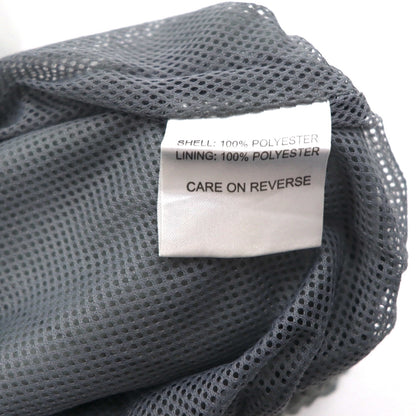 SHELL: 100% POLYESTER
LINING: 100% POLYESTER
CARE ON REVERSE